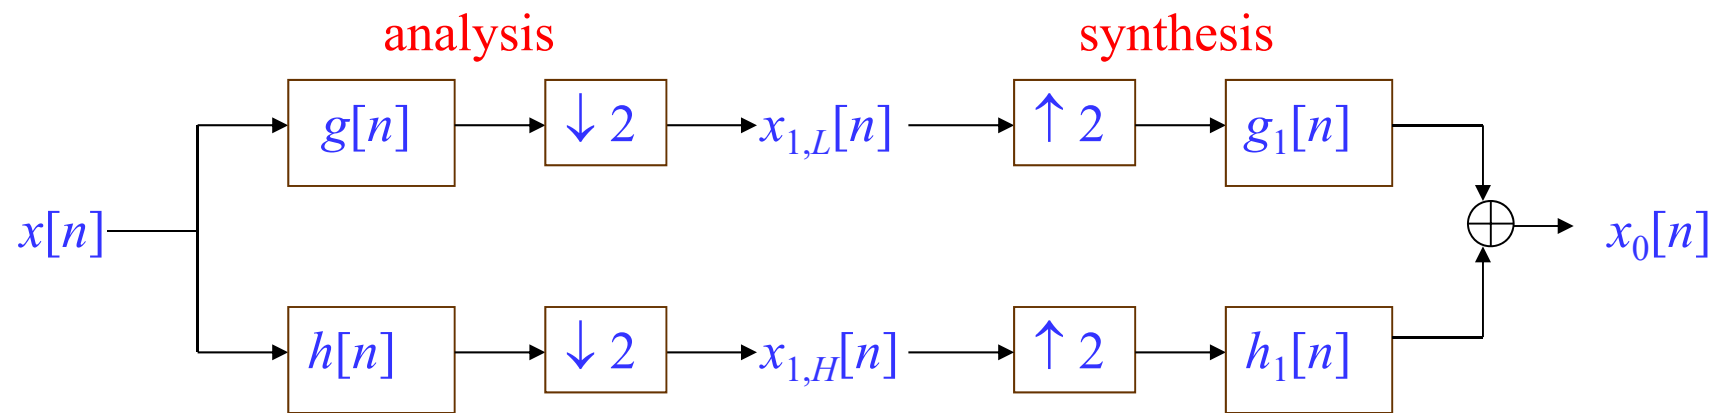 analysis synthesis
g[n] ↓ 2 x₁,L[n] ↑ 2 g₁[n]
x[n] x₀[n]
h[n] ↓ 2 x₁,H[n] ↑ 2 h₁[n]